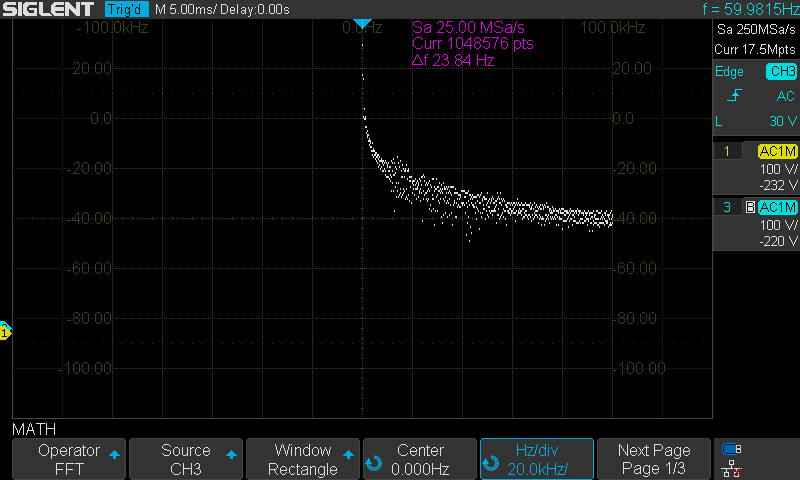 SIGLENT Trig'd M 5.00ms/ Delay:0.00s f = 59.9815Hz
-100.0kHz 0.0Hz 100.0kHz
Sa 25.00 MSa/s
Curr 1048576 pts
Δf 23.84 Hz
Sa 250MSa/s
Curr 17.5Mpts
Edge CH3
AC
L 30 V
1 AC1M
100 V/
-232 V
3 B AC1M
100 V/
-220 V
20.00 20.00
0.0 0.0
-20.00 -20.00
-40.00 -40.00
-60.00 -60.00
-80.00 -80.00
-100.00 -100.00
1
MATH
Operator
FFT
Source
CH3
Window
Rectangle
Center
0.000Hz
Hz/div
20.0kHz/
Next Page
Page 1/3